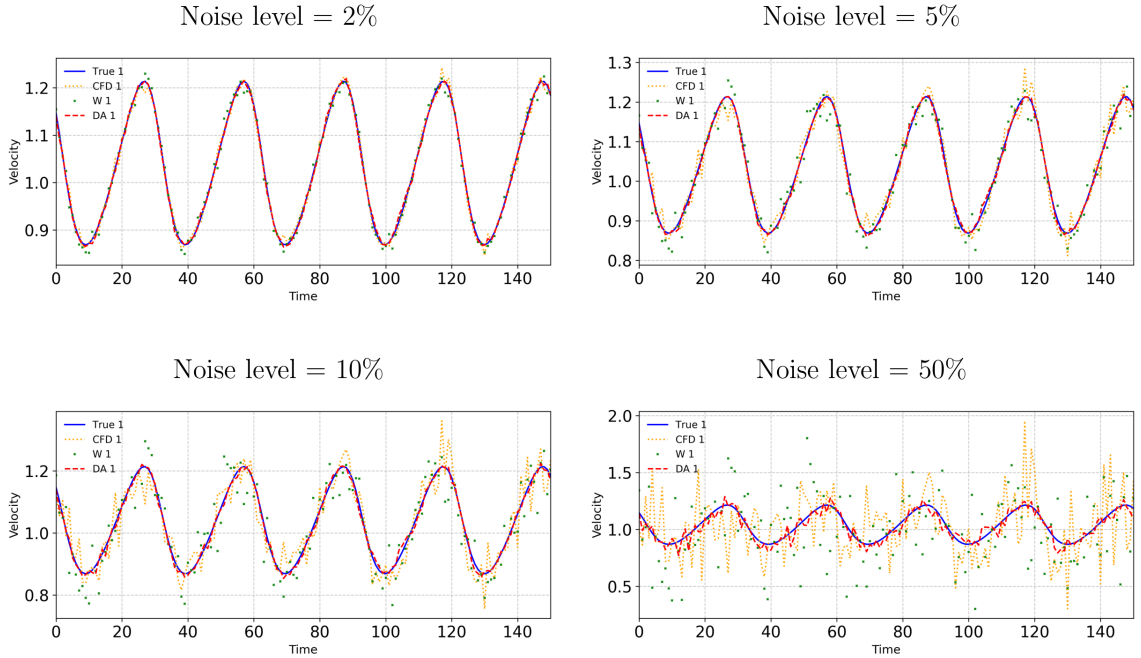 Noise level = 2%
1.2
1.1
1.0
0.9
Velocity
True 1
CFD 1
W 1
DA 1
0 20 40 60 80 100 120 140
Time
Noise level = 5%
1.3
1.2
1.1
1.0
0.9
0.8
Velocity
True 1
CFD 1
W 1
DA 1
0 20 40 60 80 100 120 140
Time
Noise level = 10%
1.2
1.0
0.8
Velocity
True 1
CFD 1
W 1
DA 1
0 20 40 60 80 100 120 140
Time
Noise level = 50%
2.0
1.5
1.0
0.5
Velocity
True 1
CFD 1
W 1
DA 1
0 20 40 60 80 100 120 140
Time